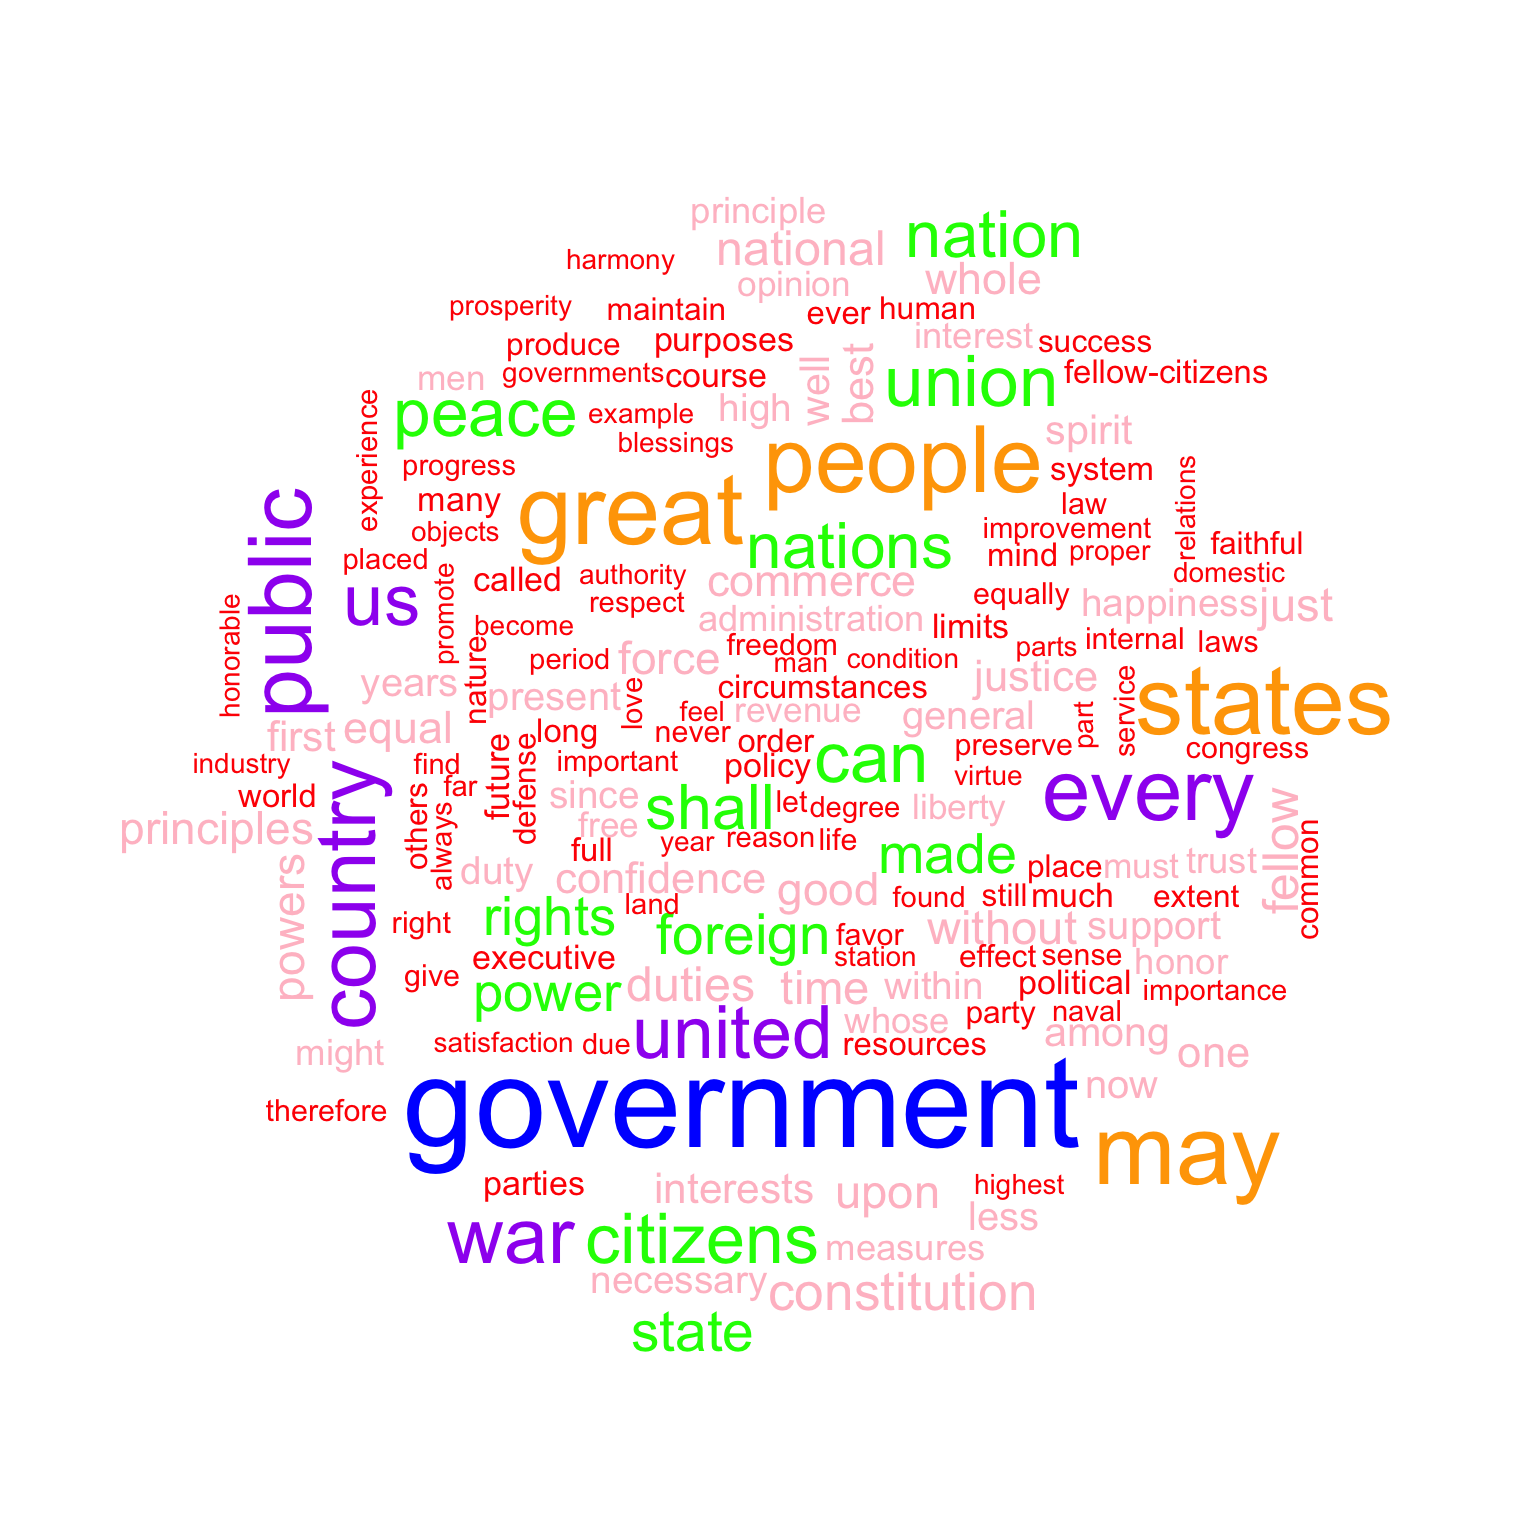 principle
nation
national
harmony
whole
opinion
prosperity
maintain
ever
human
interest
success
produce
purposes
governments
course
men
well
best
union
fellow-citizens
peace
example
high
experience
blessings
people
spirit
progress
system
many
great
law
relations
objects
nations
improvement
public
placed
mind
proper
faithful
us
promote
called
authority
commerce
domestic
respect
equally
happiness
just
honorable
become
administration
limits
nature
period
force
freedom
man
condition
parts
internal
laws
years
present
love
circumstances
justice
states
first
equal
long
feel
revenue
general
part
service
never
order
preserve
congress
industry
find
future
defense
important
policy
can
virtue
every
world
far
others
always
since
shall
let
degree
liberty
principles
country
free
full
year
reason
life
made
fellow
common
powers
duty
confidence
good
place
must
trust
right
rights
land
found
still
much
extent
foreign
favor
without
support
executive
station
effect
sense
honor
give
power
duties
time
within
political
importance
united
whose
party
naval
might
satisfaction
due
resources
among
one
therefore
government
now
may
parties
interests
upon
highest
war
citizens
less
measures
necessary
constitution
state